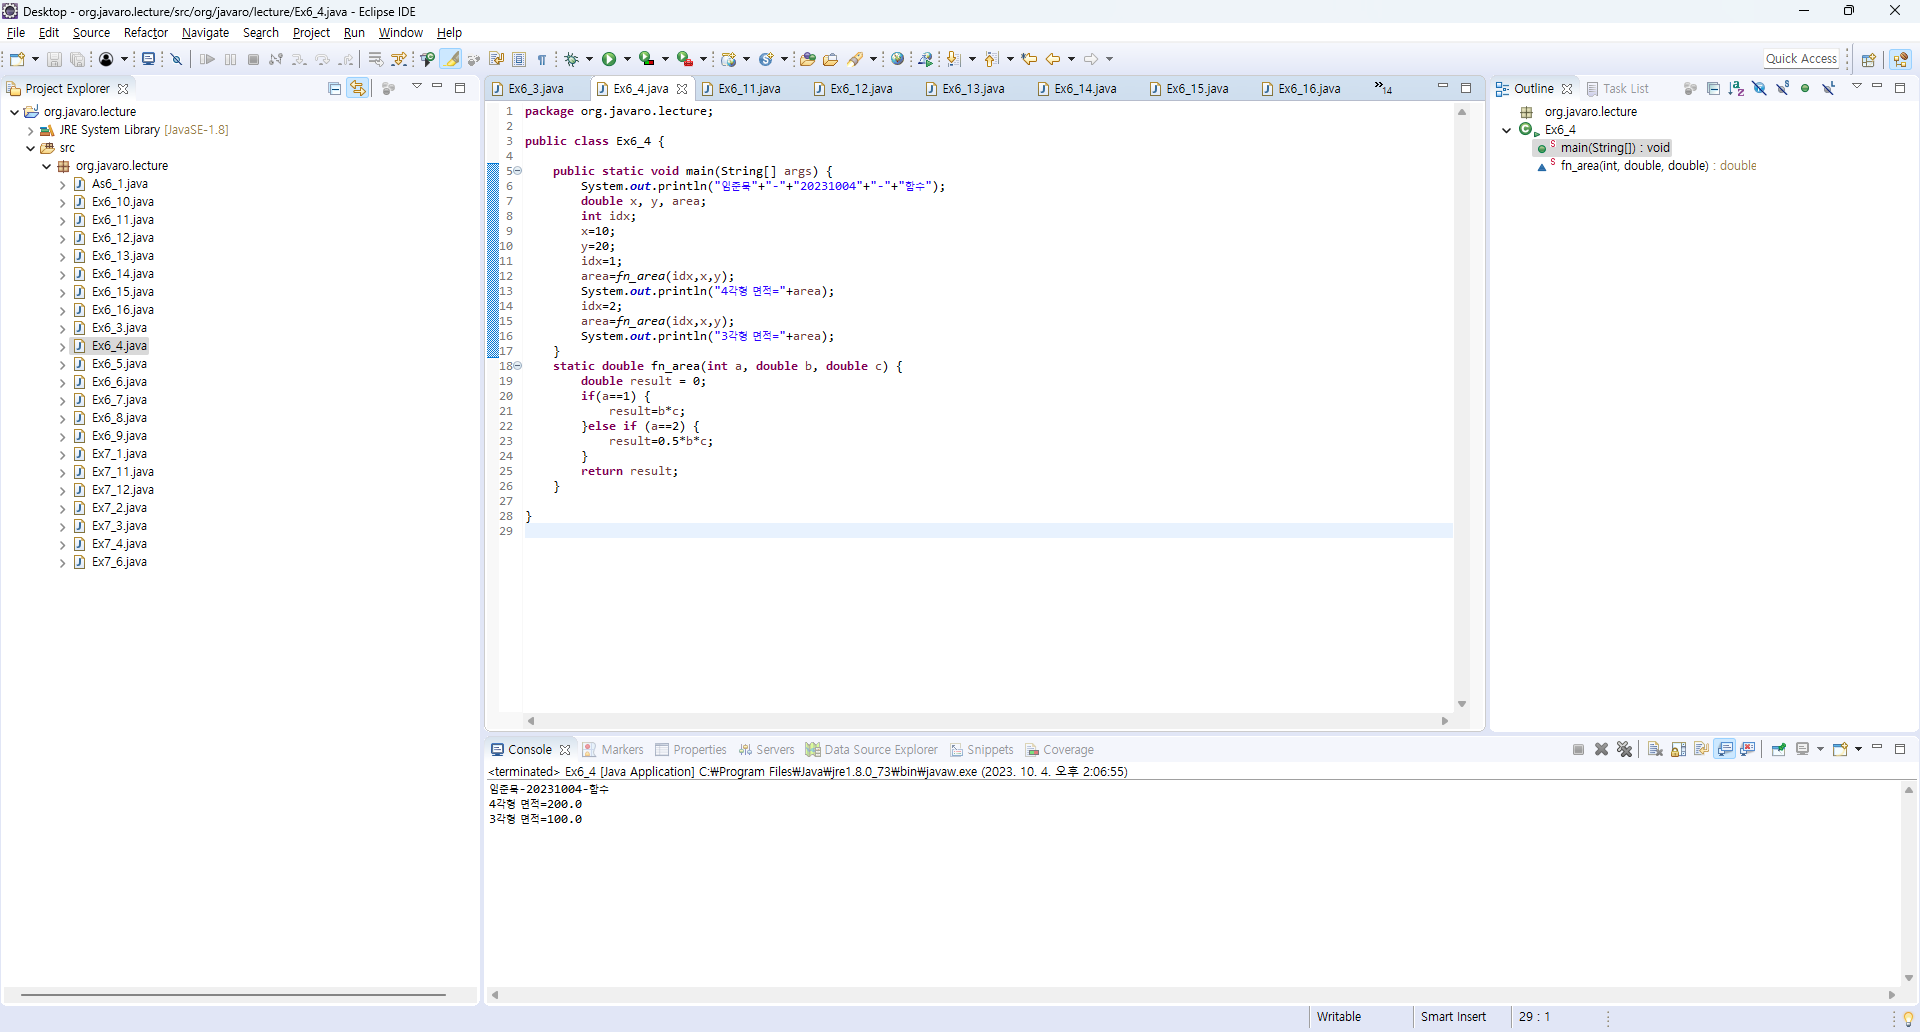 Desktop - org.javaro.lecture/src/org/javaro/lecture/Ex6_4.java - Eclipse IDE
File Edit Source Refactor Navigate Search Project Run Window Help
Quick Access
Project Explorer
org.javaro.lecture
JRE System Library [JavaSE-1.8]
src
org.javaro.lecture
As6_1.java
Ex6_10.java
Ex6_11.java
Ex6_12.java
Ex6_13.java
Ex6_14.java
Ex6_15.java
Ex6_16.java
Ex6_3.java
Ex6_4.java
Ex6_5.java
Ex6_6.java
Ex6_7.java
Ex6_8.java
Ex6_9.java
Ex7_1.java
Ex7_11.java
Ex7_12.java
Ex7_2.java
Ex7_3.java
Ex7_4.java
Ex7_6.java
Ex6_3.java Ex6_4.java Ex6_11.java Ex6_12.java Ex6_13.java Ex6_14.java Ex6_15.java Ex6_16.java »14
1 package org.javaro.lecture;
2
3 public class Ex6_4 {
4
5 public static void main(String[] args) {
6 System.out.println("임준묵"+"-"+"20231004"+"-"+"함수");
7 double x, y, area;
8 int idx;
9 x=10;
10 y=20;
11 idx=1;
12 area=fn_area(idx,x,y);
13 System.out.println("4각형 면적="+area);
14 idx=2;
15 area=fn_area(idx,x,y);
16 System.out.println("3각형 면적="+area);
17 }
18 static double fn_area(int a, double b, double c) {
19 double result = 0;
20 if(a==1) {
21 result=b*c;
22 }else if (a==2) {
23 result=0.5*b*c;
24 }
25 return result;
26 }
27
28 }
29
Outline Task List
org.javaro.lecture
Ex6_4
main(String[]) : void
fn_area(int, double, double) : double
Console Markers Properties Servers Data Source Explorer Snippets Coverage
<terminated> Ex6_4 [Java Application] C:₩Program Files₩Java₩jre1.8.0_73₩bin₩javaw.exe (2023. 10. 4. 오후 2:06:55)
임준묵-20231004-함수
4각형 면적=200.0
3각형 면적=100.0
Writable Smart Insert 29 : 1